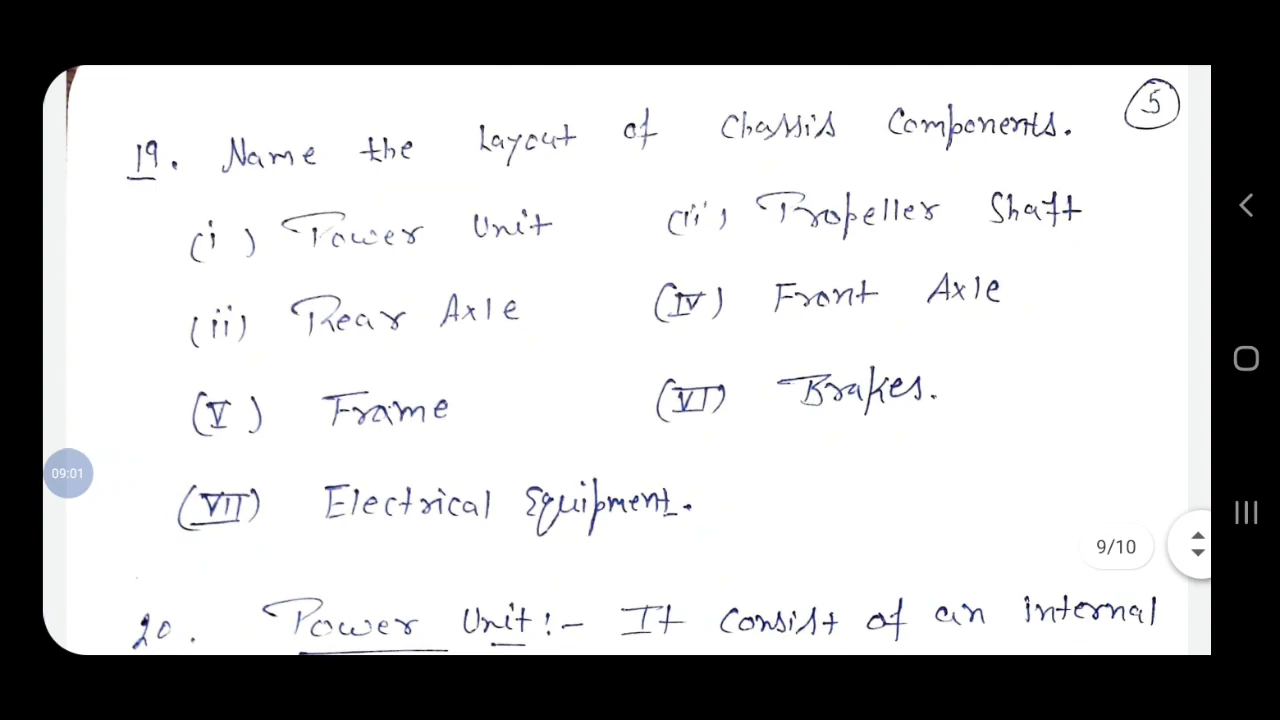 5
19. Name the Layout of Chassis Components.
(i) Power Unit (ii) Propeller Shaft
(iii) Rear Axle (IV) Front Axle
(V) Frame (VI) Brakes.
(VII) Electrical Equipment.
09:01
9/10
20. Power Unit:- It consist of an internal